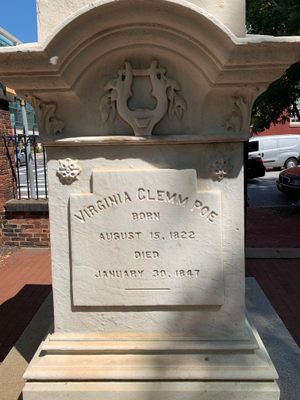 VIRGINIA CLEMM POE
BORN
AUGUST 15, 1822
DIED
JANUARY 30, 1847